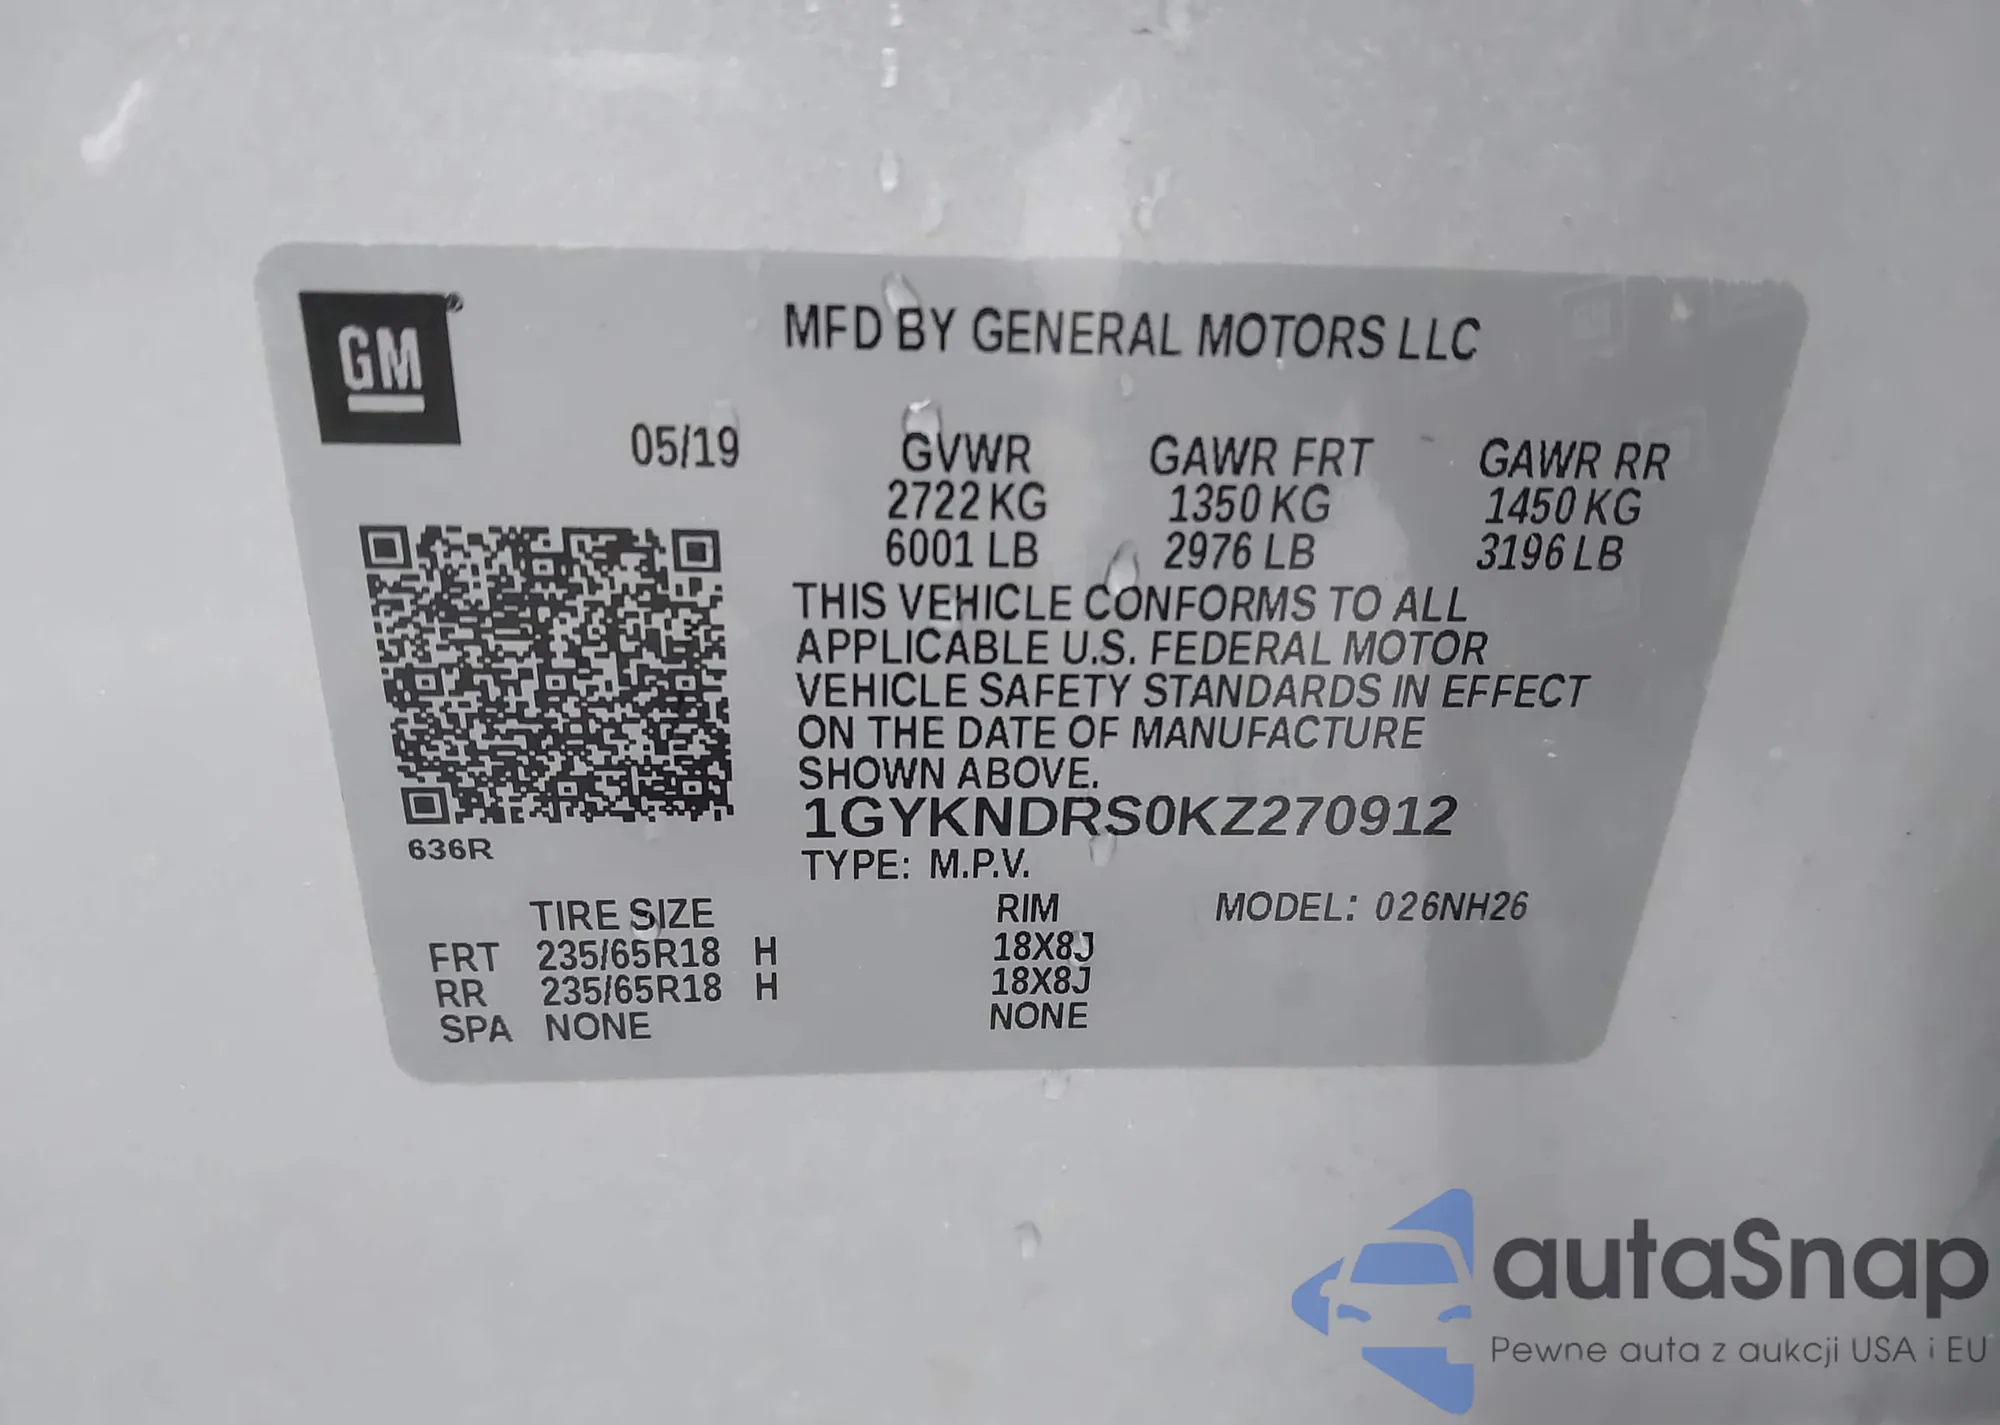 GM®
MFD BY GENERAL MOTORS LLC
05/19 GVWR GAWR FRT GAWR RR
2722 KG 1350 KG 1450 KG
6001 LB 2976 LB 3196 LB
THIS VEHICLE CONFORMS TO ALL
APPLICABLE U.S. FEDERAL MOTOR
VEHICLE SAFETY STANDARDS IN EFFECT
ON THE DATE OF MANUFACTURE
SHOWN ABOVE.
1GYKNDRS0KZ270912
636R
TYPE: M.P.V.
TIRE SIZE RIM MODEL: 026NH26
FRT 235/65R18 H 18X8J
RR 235/65R18 H 18X8J
SPA NONE NONE
autaSnap
Pewne auta z aukcji USA i EU